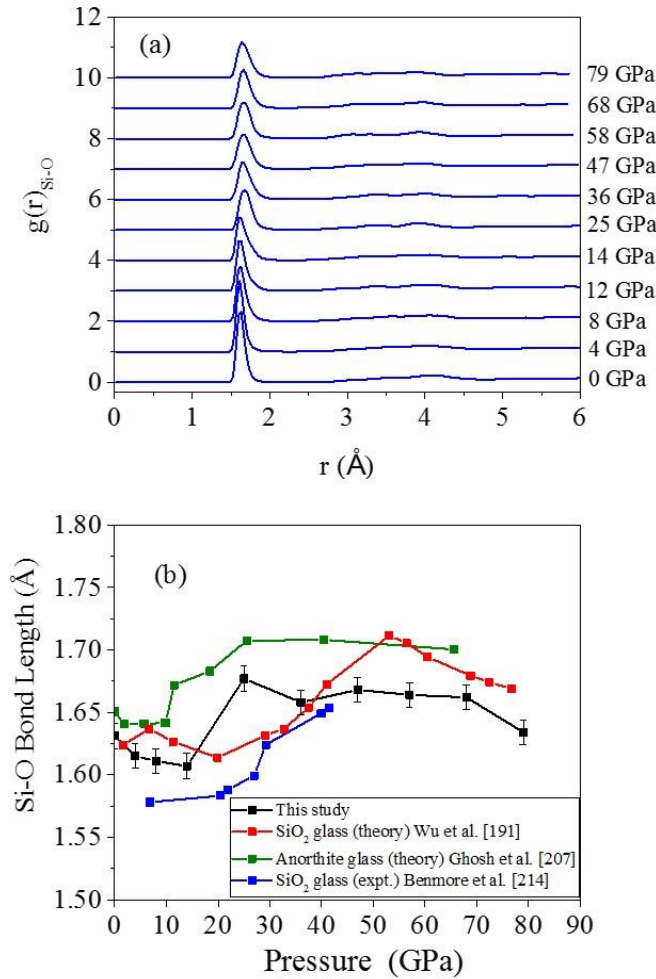 (a)
12
10
8
6
4
2
0
g(r)Si-O
79 GPa
68 GPa
58 GPa
47 GPa
36 GPa
25 GPa
14 GPa
12 GPa
8 GPa
4 GPa
0 GPa
0 1 2 3 4 5 6
r (Å)
(b)
1.80
1.75
1.70
1.65
1.60
1.55
1.50
Si-O Bond Length (Å)
This study
SiO₂ glass (theory) Wu et al. [191]
Anorthite glass (theory) Ghosh et al. [207]
SiO₂ glass (expt.) Benmore et al. [214]
0 10 20 30 40 50 60 70 80 90
Pressure (GPa)